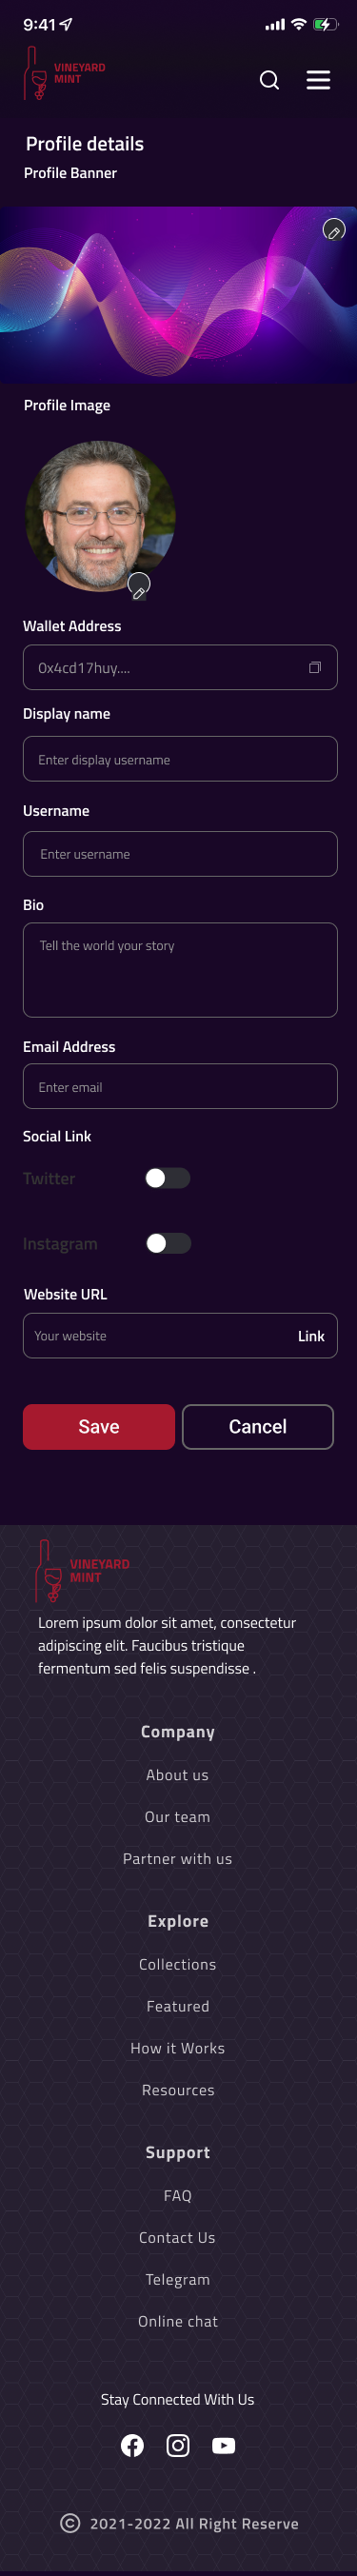 9:41
VINEYARD
MINT
Profile details
Profile Banner
Profile Image
Wallet Address
0x4cd17huy....
Display name
Enter display username
Username
Enter username
Bio
Tell the world your story
Email Address
Enter email
Social Link
Twitter
Instagram
Website URL
Your website Link
Save Cancel
VINEYARD
MINT
Lorem ipsum dolor sit amet, consectetur
adipiscing elit. Faucibus tristique
fermentum sed felis suspendisse .
Company
About us
Our team
Partner with us
Explore
Collections
Featured
How it Works
Resources
Support
FAQ
Contact Us
Telegram
Online chat
Stay Connected With Us
© 2021-2022 All Right Reserve